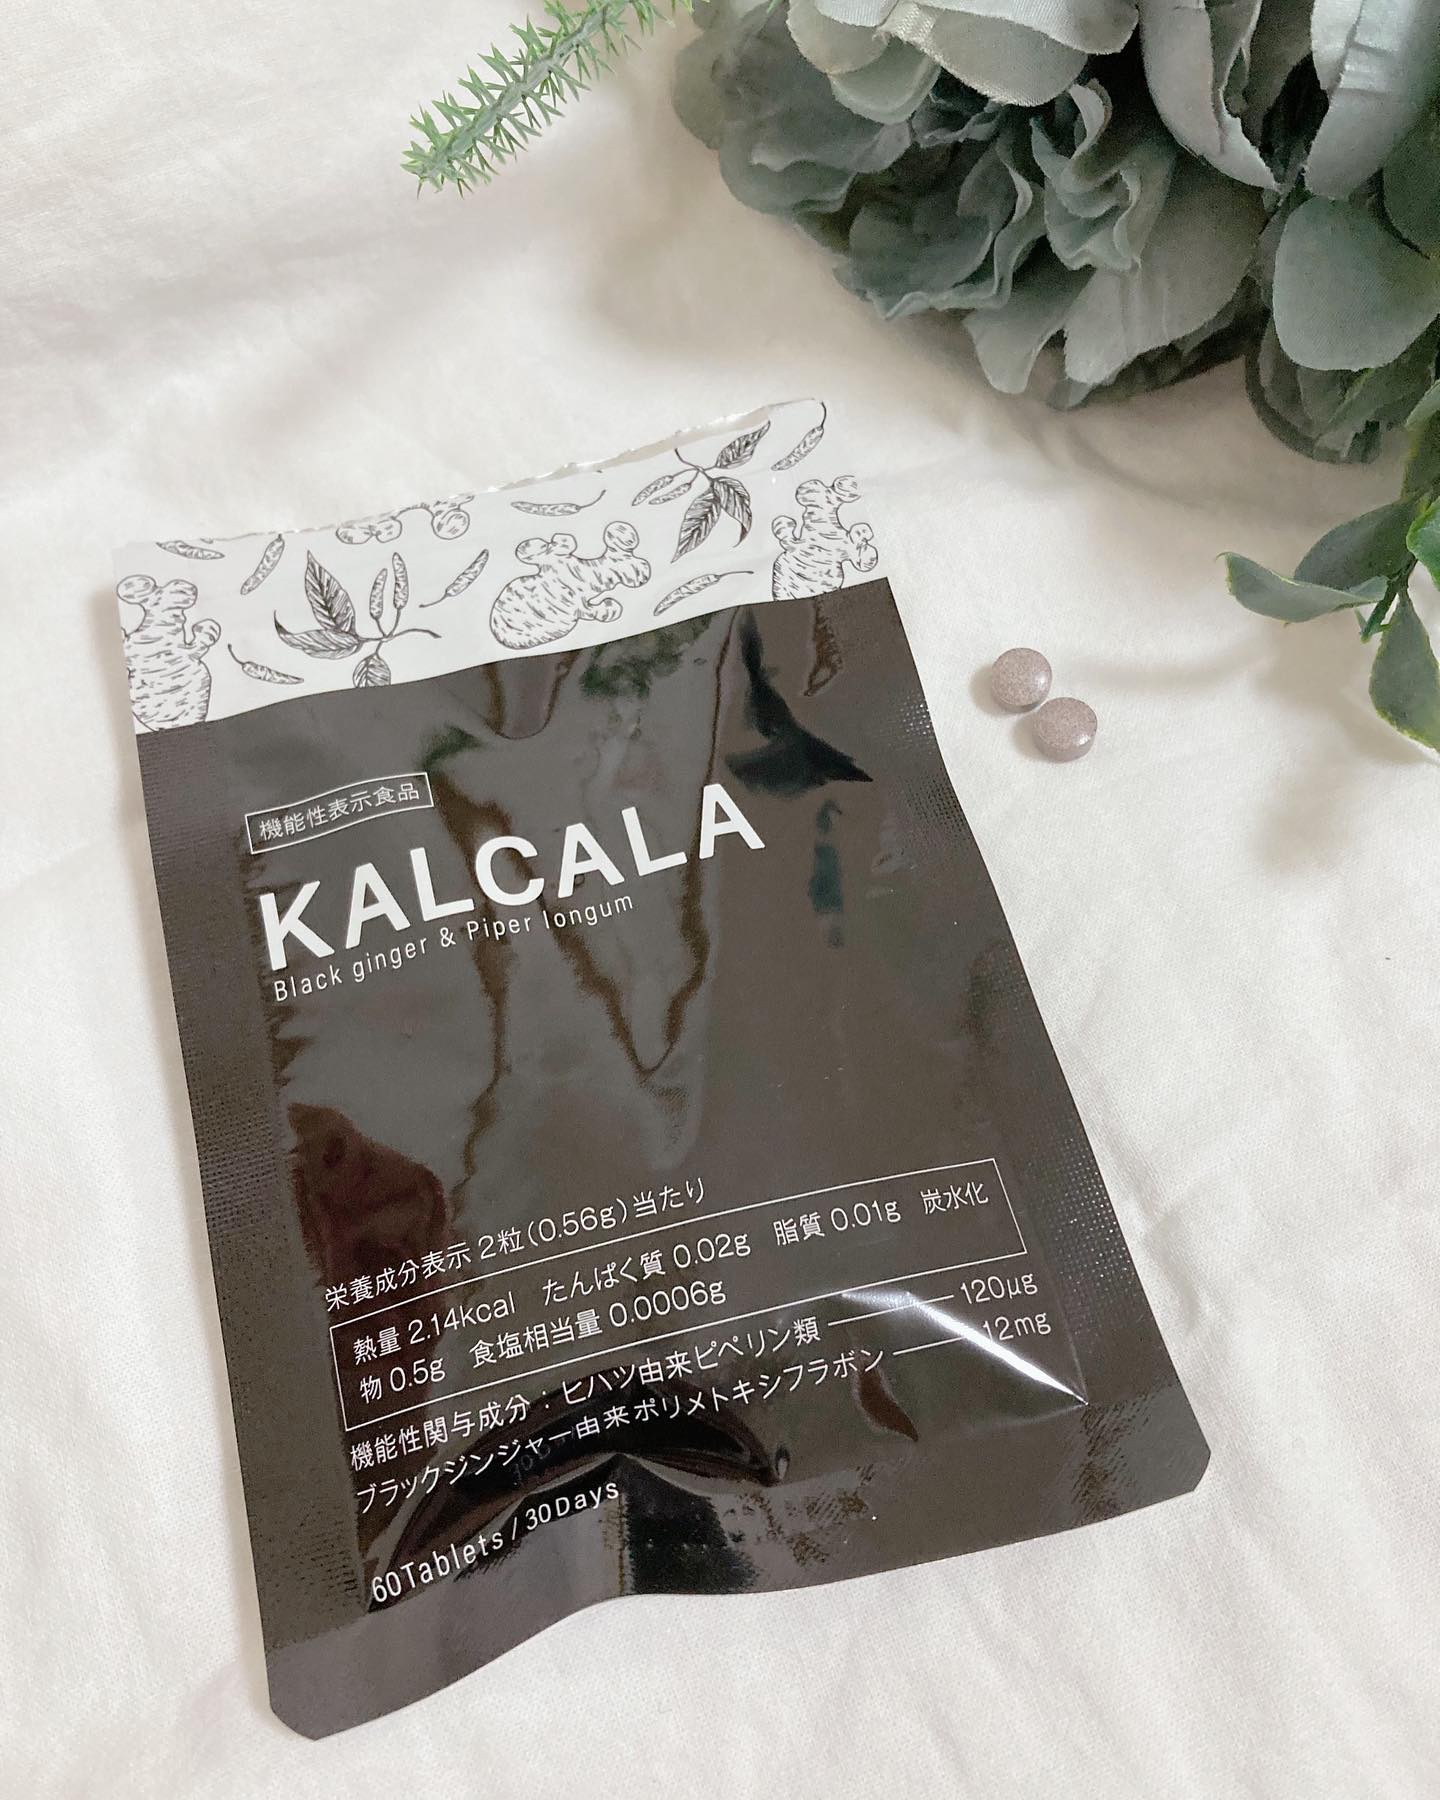 機能性表示食品
KALCALA
Black ginger & Piper longum
栄養成分表示 2粒(0.56g)当たり
熱量 2.14kcal たんぱく質 0.02g 脂質 0.01g 炭水化
物 0.5g 食塩相当量 0.0006g
機能性関与成分：ヒハツ由来ピペリン類 ── 120μg
ブラックジンジャー由来ポリメトキシフラボン ── 12mg
60Tablets/30Days